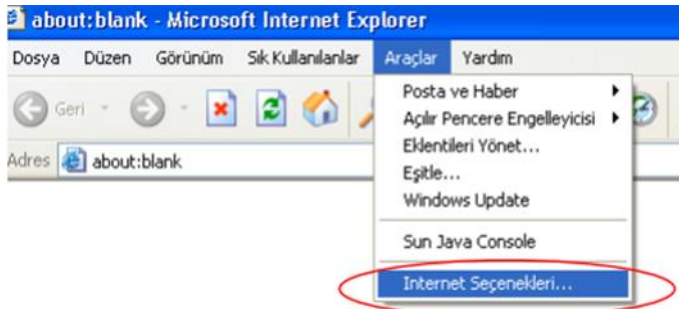 about:blank - Microsoft Internet Explorer
Dosya Düzen Görünüm Sık Kullanılanlar Araçlar Yardım
Geri
Adres about:blank
Posta ve Haber
Açılır Pencere Engelleyicisi
Eklentileri Yönet...
Eşitle...
Windows Update
Sun Java Console
Internet Seçenekleri...